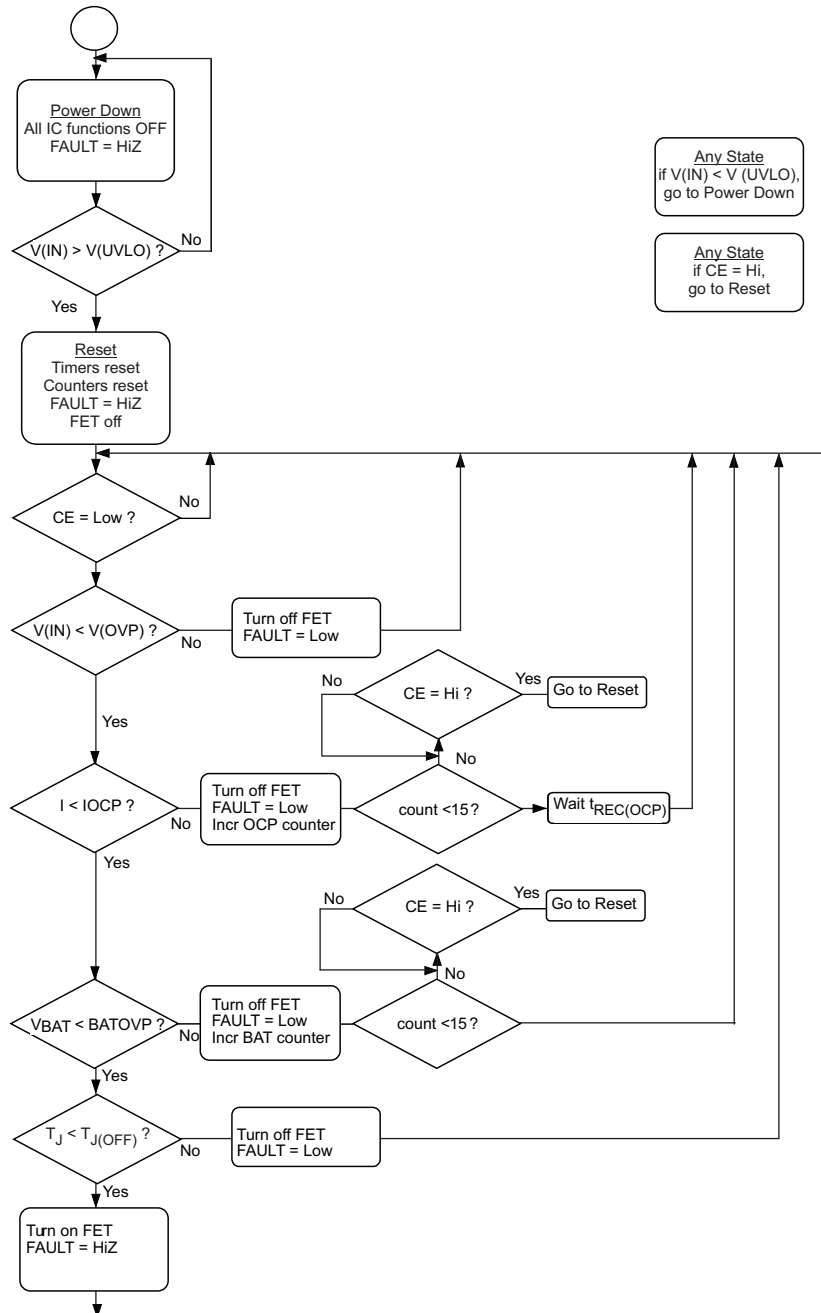 Power Down
All IC functions OFF
FAULT = HiZ
Any State
if V(IN) < V (UVLO),
go to Power Down
V(IN) > V(UVLO) ?
No
Yes
Any State
if CE = Hi,
go to Reset
Reset
Timers reset
Counters reset
FAULT = HiZ
FET off
CE = Low ?
No
V(IN) < V(OVP) ?
No
Turn off FET
FAULT = Low
Yes
No
CE = Hi ?
Yes
Go to Reset
No
I < IOCP ?
No
Turn off FET
FAULT = Low
Incr OCP counter
count <15?
Wait tREC(OCP)
Yes
No
CE = Hi ?
Yes
Go to Reset
No
VBAT < BATOVP ?
No
Turn off FET
FAULT = Low
Incr BAT counter
count <15?
Yes
TJ < TJ(OFF) ?
No
Turn off FET
FAULT = Low
Yes
Turn on FET
FAULT = HiZ